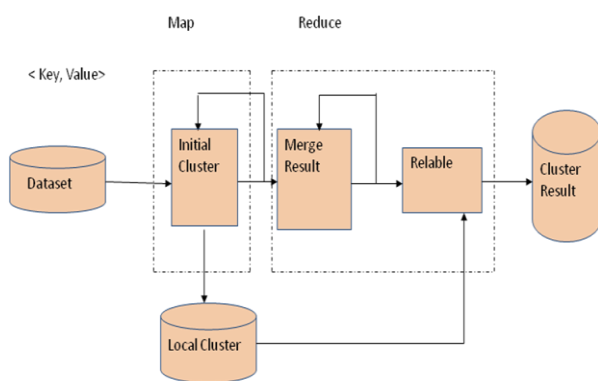 Map
Reduce
< Key, Value>
Initial
Cluster
Merge
Result
Relable
Cluster
Result
Dataset
Local Cluster